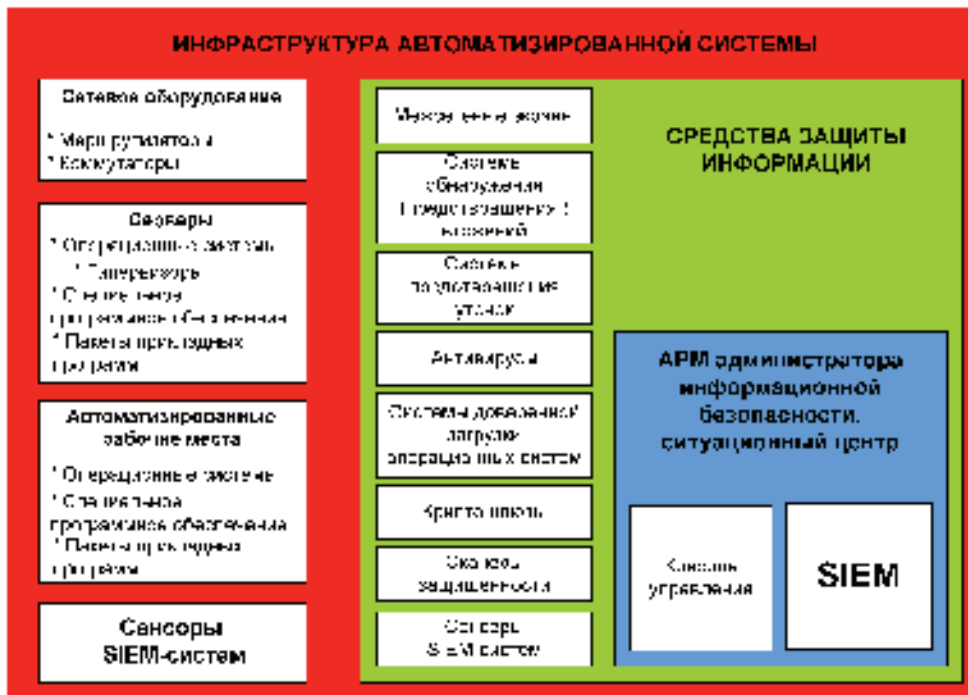 ИНФРАСТРУКТУРА АВТОМАТИЗИРОВАННОЙ СИСТЕМЫ
Сетевое оборудование
* Маршрутизаторы
* Коммутаторы
Серверы
* Операционные системы
* Гипервизоры
* Специальное
программное обеспечение
* Пакеты прикладных
программ
Автоматизированные
рабочие места
* Операционные системы
* Специальное
программное обеспечение
* Пакеты прикладных
программ
Сенсоры
SIEM-систем
Межсетевые экраны
Системы
обнаружения
Системы
предотвращения
утечек
Антивирусы
Системы доверенной
загрузки
операционных систем
Криптошлюзы
Сканеры
защищенности
Сенсоры
SIEM-систем
СРЕДСТВА ЗАЩИТЫ
ИНФОРМАЦИИ
АРМ администратора
информационной
безопасности,
ситуационный центр
Консоль
управления
SIEM